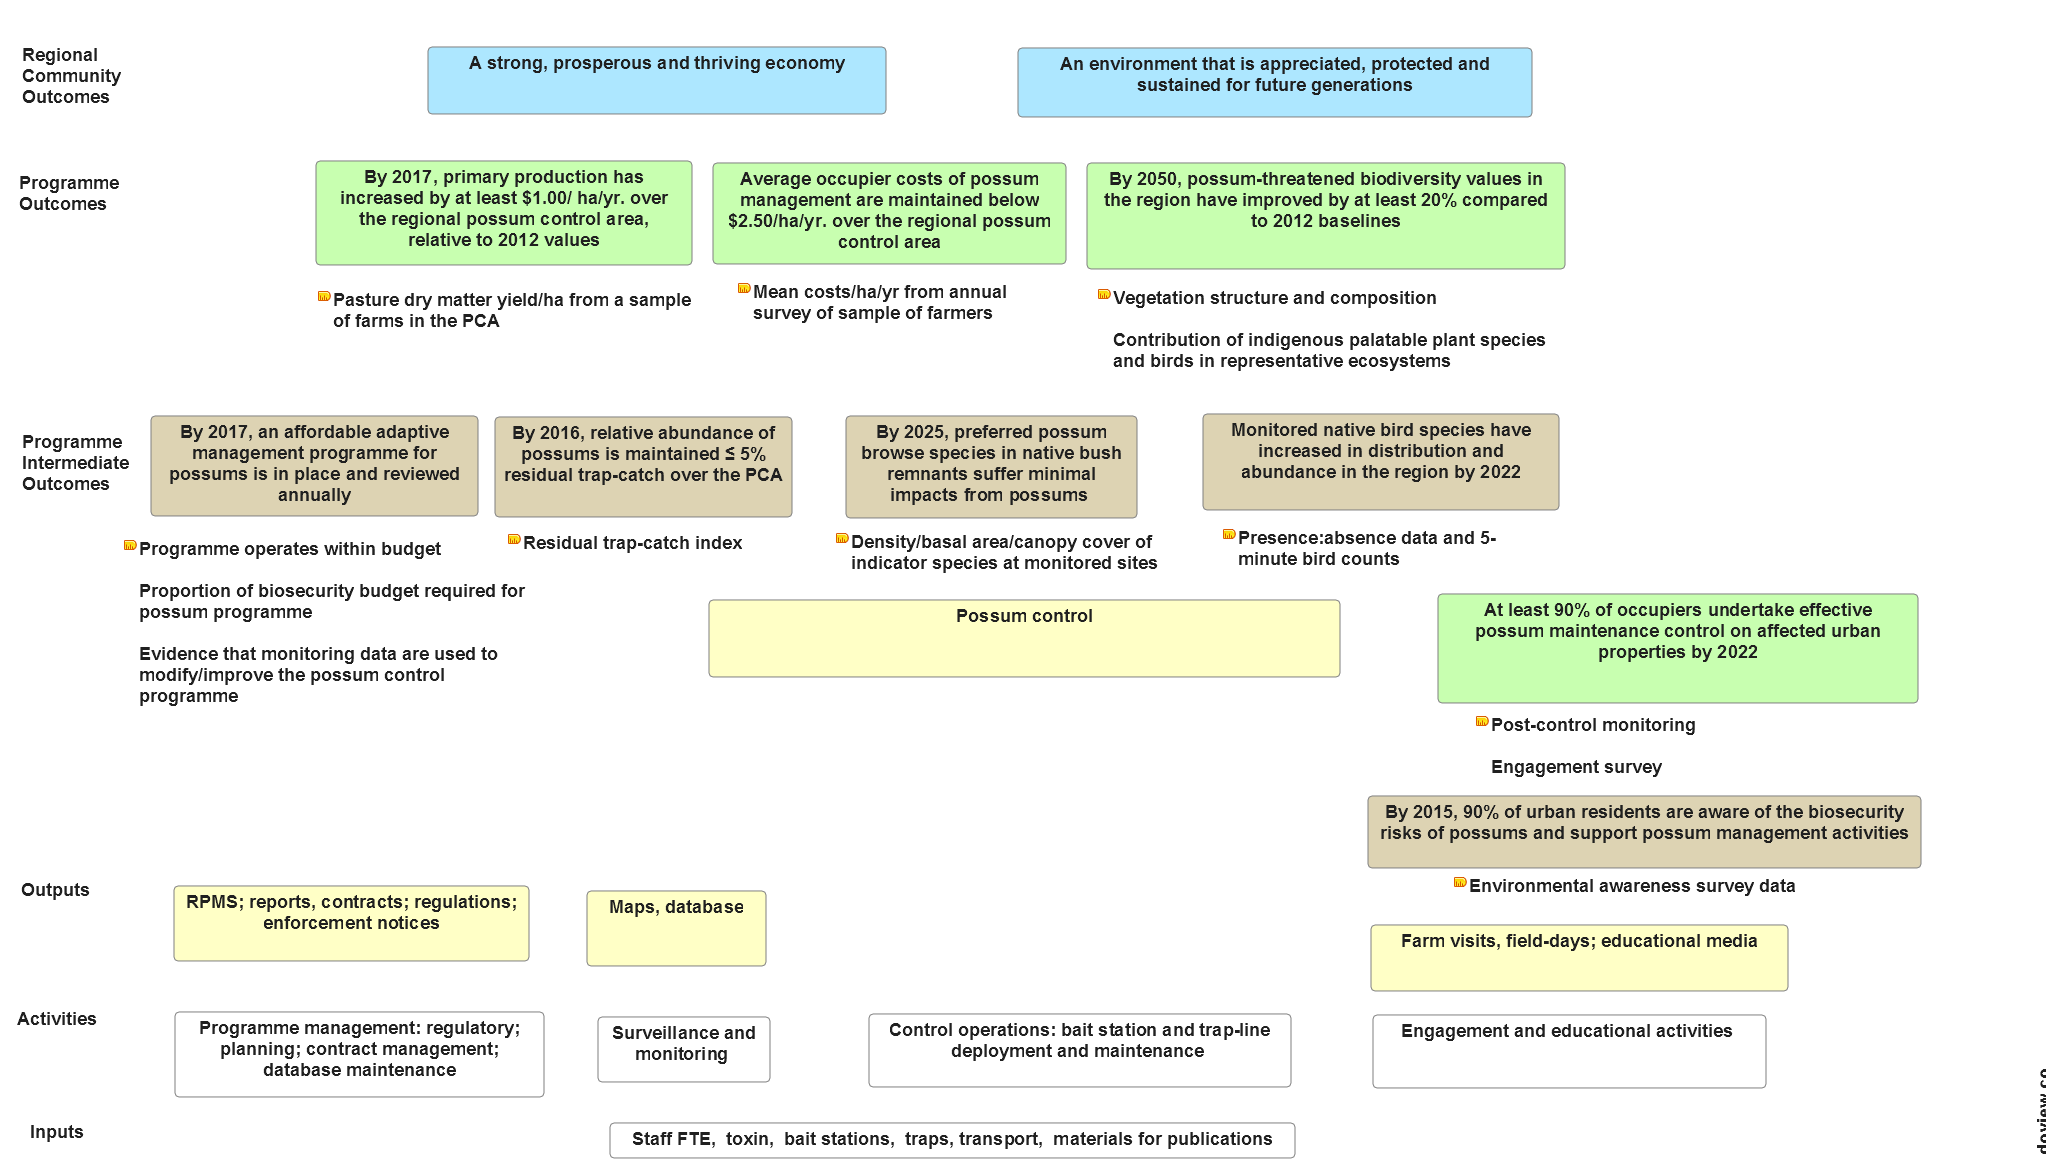 Regional
Community
Outcomes
A strong, prosperous and thriving economy
An environment that is appreciated, protected and
sustained for future generations
Programme
Outcomes
By 2017, primary production has
increased by at least $1.00/ ha/yr. over
the regional possum control area,
relative to 2012 values
Average occupier costs of possum
management are maintained below
$2.50/ha/yr. over the regional possum
control area
By 2050, possum-threatened biodiversity values in
the region have improved by at least 20% compared
to 2012 baselines
Pasture dry matter yield/ha from a sample
of farms in the PCA
Mean costs/ha/yr from annual
survey of sample of farmers
Vegetation structure and composition
Contribution of indigenous palatable plant species
and birds in representative ecosystems
Programme
Intermediate
Outcomes
By 2017, an affordable adaptive
management programme for
possums is in place and reviewed
annually
By 2016, relative abundance of
possums is maintained ≤ 5%
residual trap-catch over the PCA
By 2025, preferred possum
browse species in native bush
remnants suffer minimal
impacts from possums
Monitored native bird species have
increased in distribution and
abundance in the region by 2022
Programme operates within budget
Proportion of biosecurity budget required for
possum programme
Evidence that monitoring data are used to
modify/improve the possum control
programme
Residual trap-catch index
Density/basal area/canopy cover of
indicator species at monitored sites
Presence:absence data and 5-
minute bird counts
Possum control
At least 90% of occupiers undertake effective
possum maintenance control on affected urban
properties by 2022
Post-control monitoring
Engagement survey
By 2015, 90% of urban residents are aware of the biosecurity
risks of possums and support possum management activities
Environmental awareness survey data
Outputs
RPMS; reports, contracts; regulations;
enforcement notices
Maps, database
Farm visits, field-days; educational media
Activities
Programme management: regulatory;
planning; contract management;
database maintenance
Surveillance and
monitoring
Control operations: bait station and trap-line
deployment and maintenance
Engagement and educational activities
Inputs
Staff FTE, toxin, bait stations, traps, transport, materials for publications
doview.co